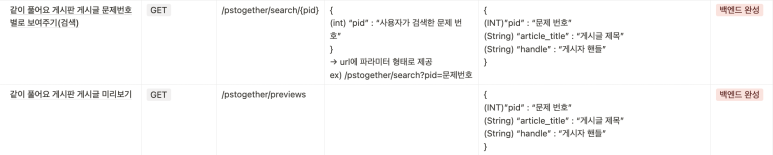 같이 풀어요 게시판 게시글 문제번호
별로 보여주기(검색)
GET
/pstogether/search/{pid}
{
(int) "pid" : "사용자가 검색한 문제 번
호"
}
→ url에 파라미터 형태로 제공
ex) /pstogether/search?pid=문제번호
{
(INT)"pid" : "문제 번호"
(String) "article_title" : "게시글 제목"
(String) "handle" : "게시자 핸들"
}
백엔드 완성
같이 풀어요 게시판 게시글 미리보기
GET
/pstogether/previews
{
(INT)"pid" : "문제 번호"
(String) "article_title" : "게시글 제목"
(String) "handle" : "게시자 핸들"
}
백엔드 완성